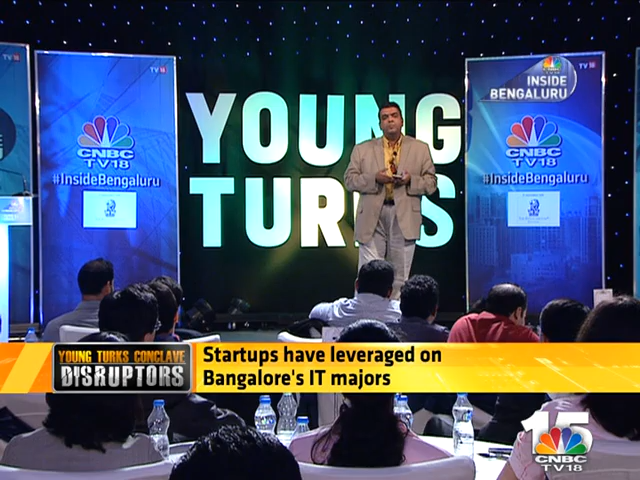 TV18
TV18
INSIDE
BENGALURU
YOUNG
TURKS
CNBC
TV18
#InsideBengaluru
CNBC
TV18
#InsideBengaluru
YOUNG TURKS CONCLAVE
DISRUPTORS
Startups have leveraged on
Bangalore's IT majors
15
CNBC
TV18